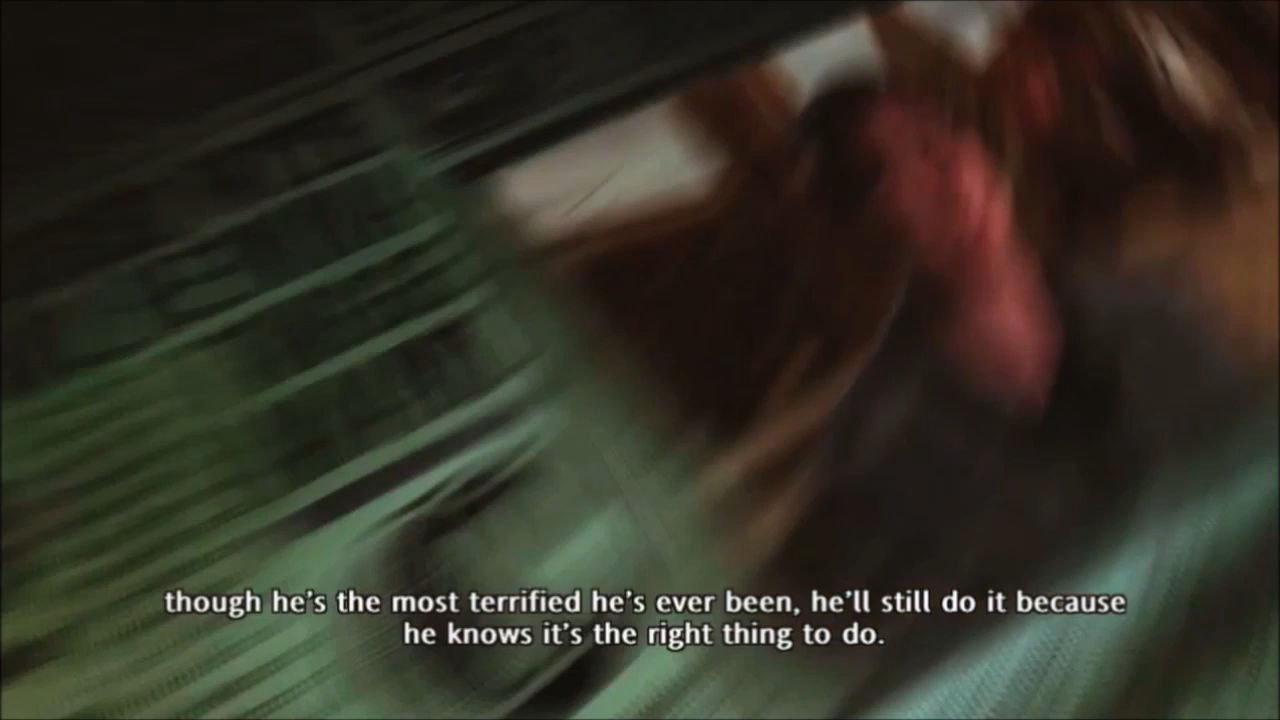 though he's the most terrified he's ever been, he'll still do it because
he knows it's the right thing to do.